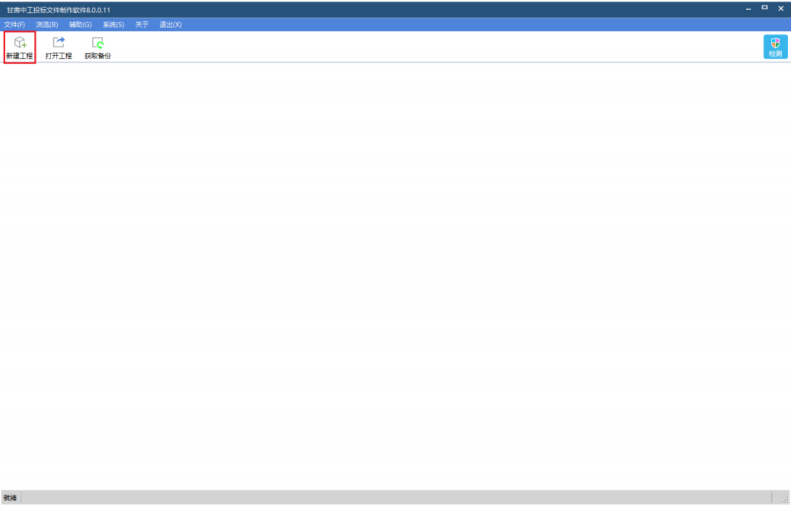 甘肃中工投标文件制作软件8.0.0.11
文件(F) 浏览(B) 辅助(G) 系统(S) 关于 退出(X)
新建工程 打开工程 获取备份 检测
就绪